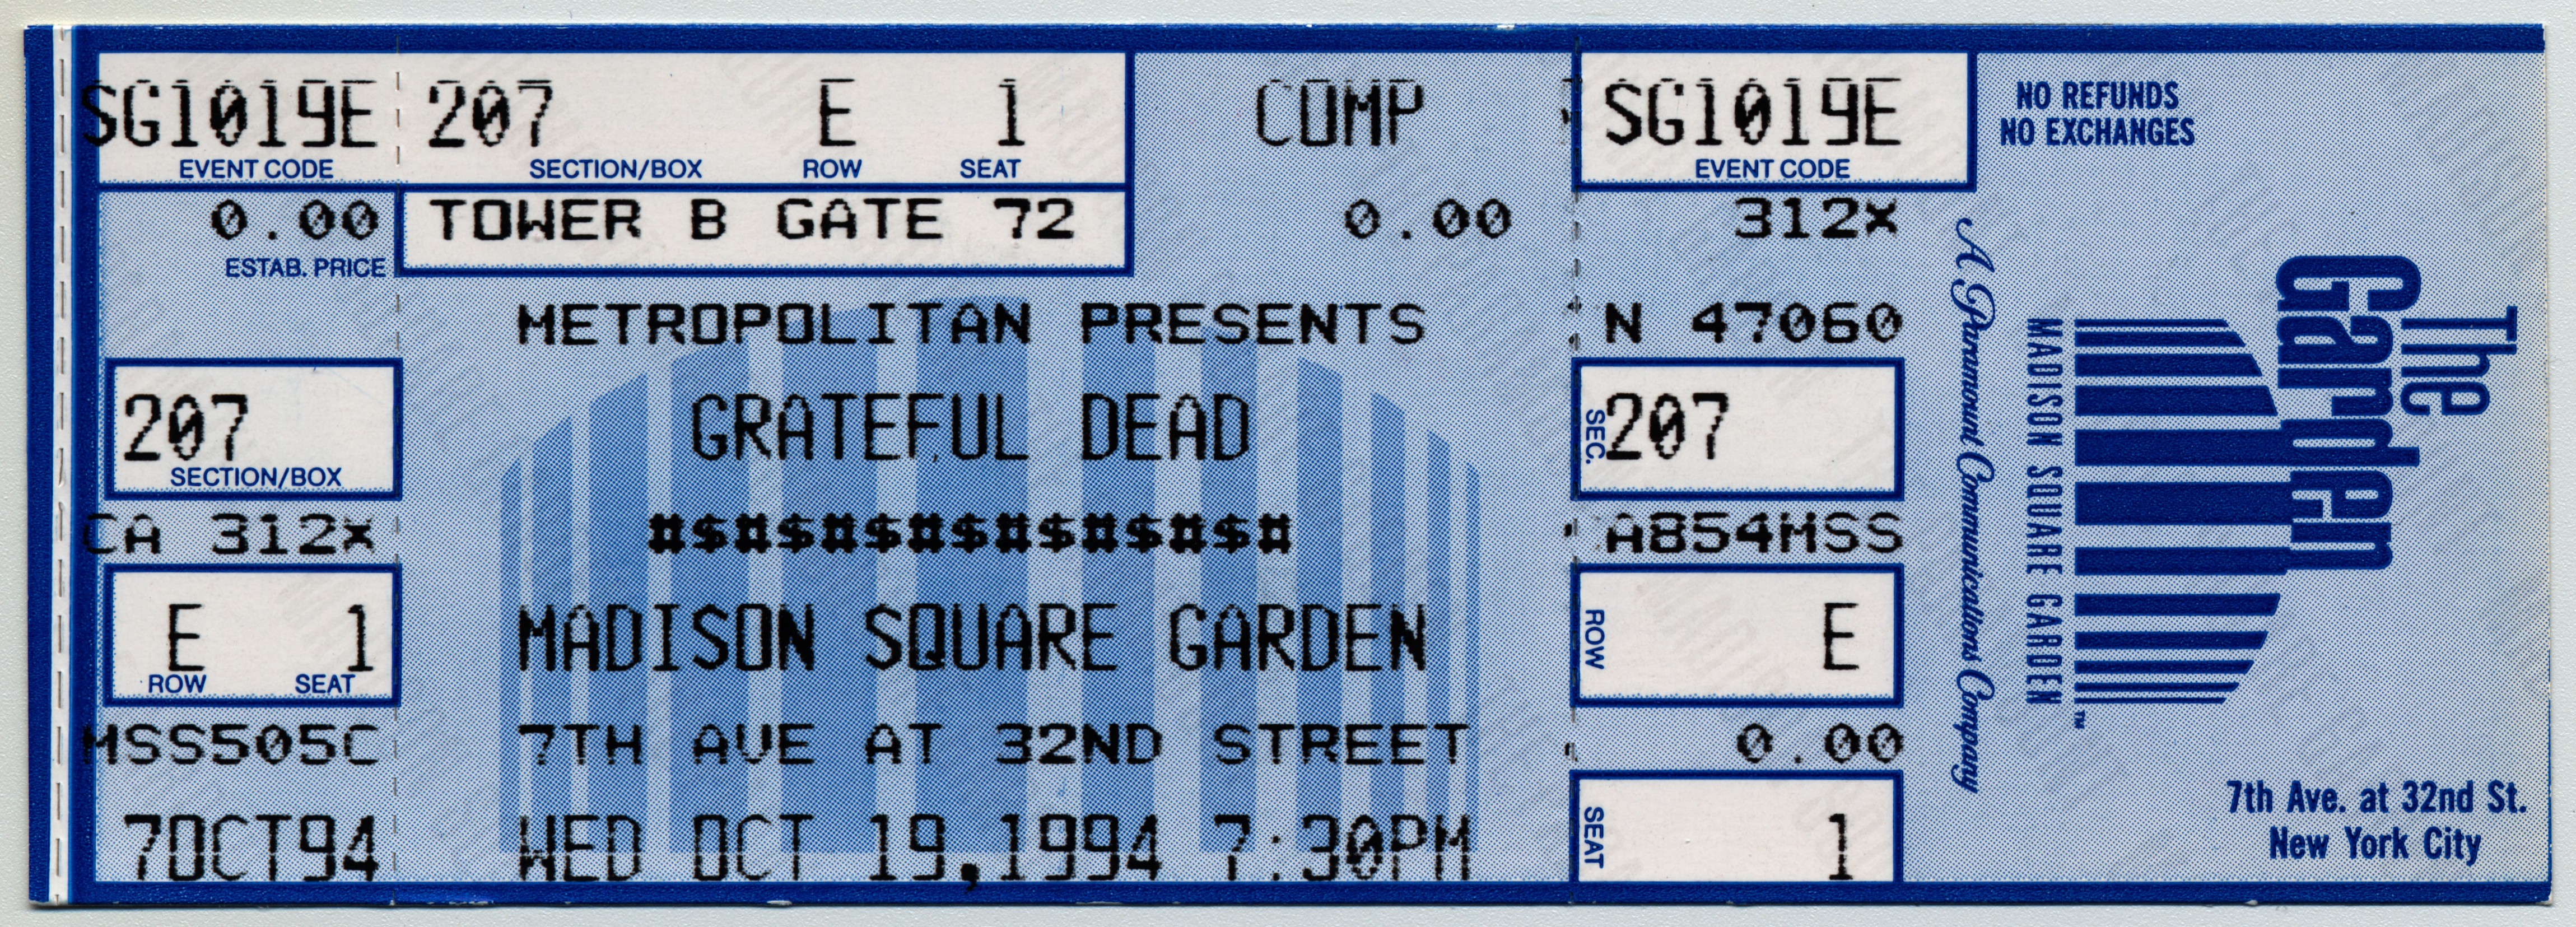 SG1019E
EVENT CODE
0.00
ESTAB. PRICE
207
SECTION/BOX
CA 312X
E 1
ROW SEAT
MSS505C
7OCT94
207 E 1
SECTION/BOX ROW SEAT
TOWER B GATE 72
COMP
0.00
METROPOLITAN PRESENTS
GRATEFUL DEAD
#$#$#$#$#$#$#$#
MADISON SQUARE GARDEN
7TH AVE AT 32ND STREET
WED OCT 19,1994 7:30PM
SG1019E
EVENT CODE
312X
N 47060
SEC. 207
A854MSS
ROW E
0.00
SEAT 1
NO REFUNDS
NO EXCHANGES
A Paramount Communications Company
MADISON SQUARE GARDEN
TM
The
Garden
7th Ave. at 32nd St.
New York City